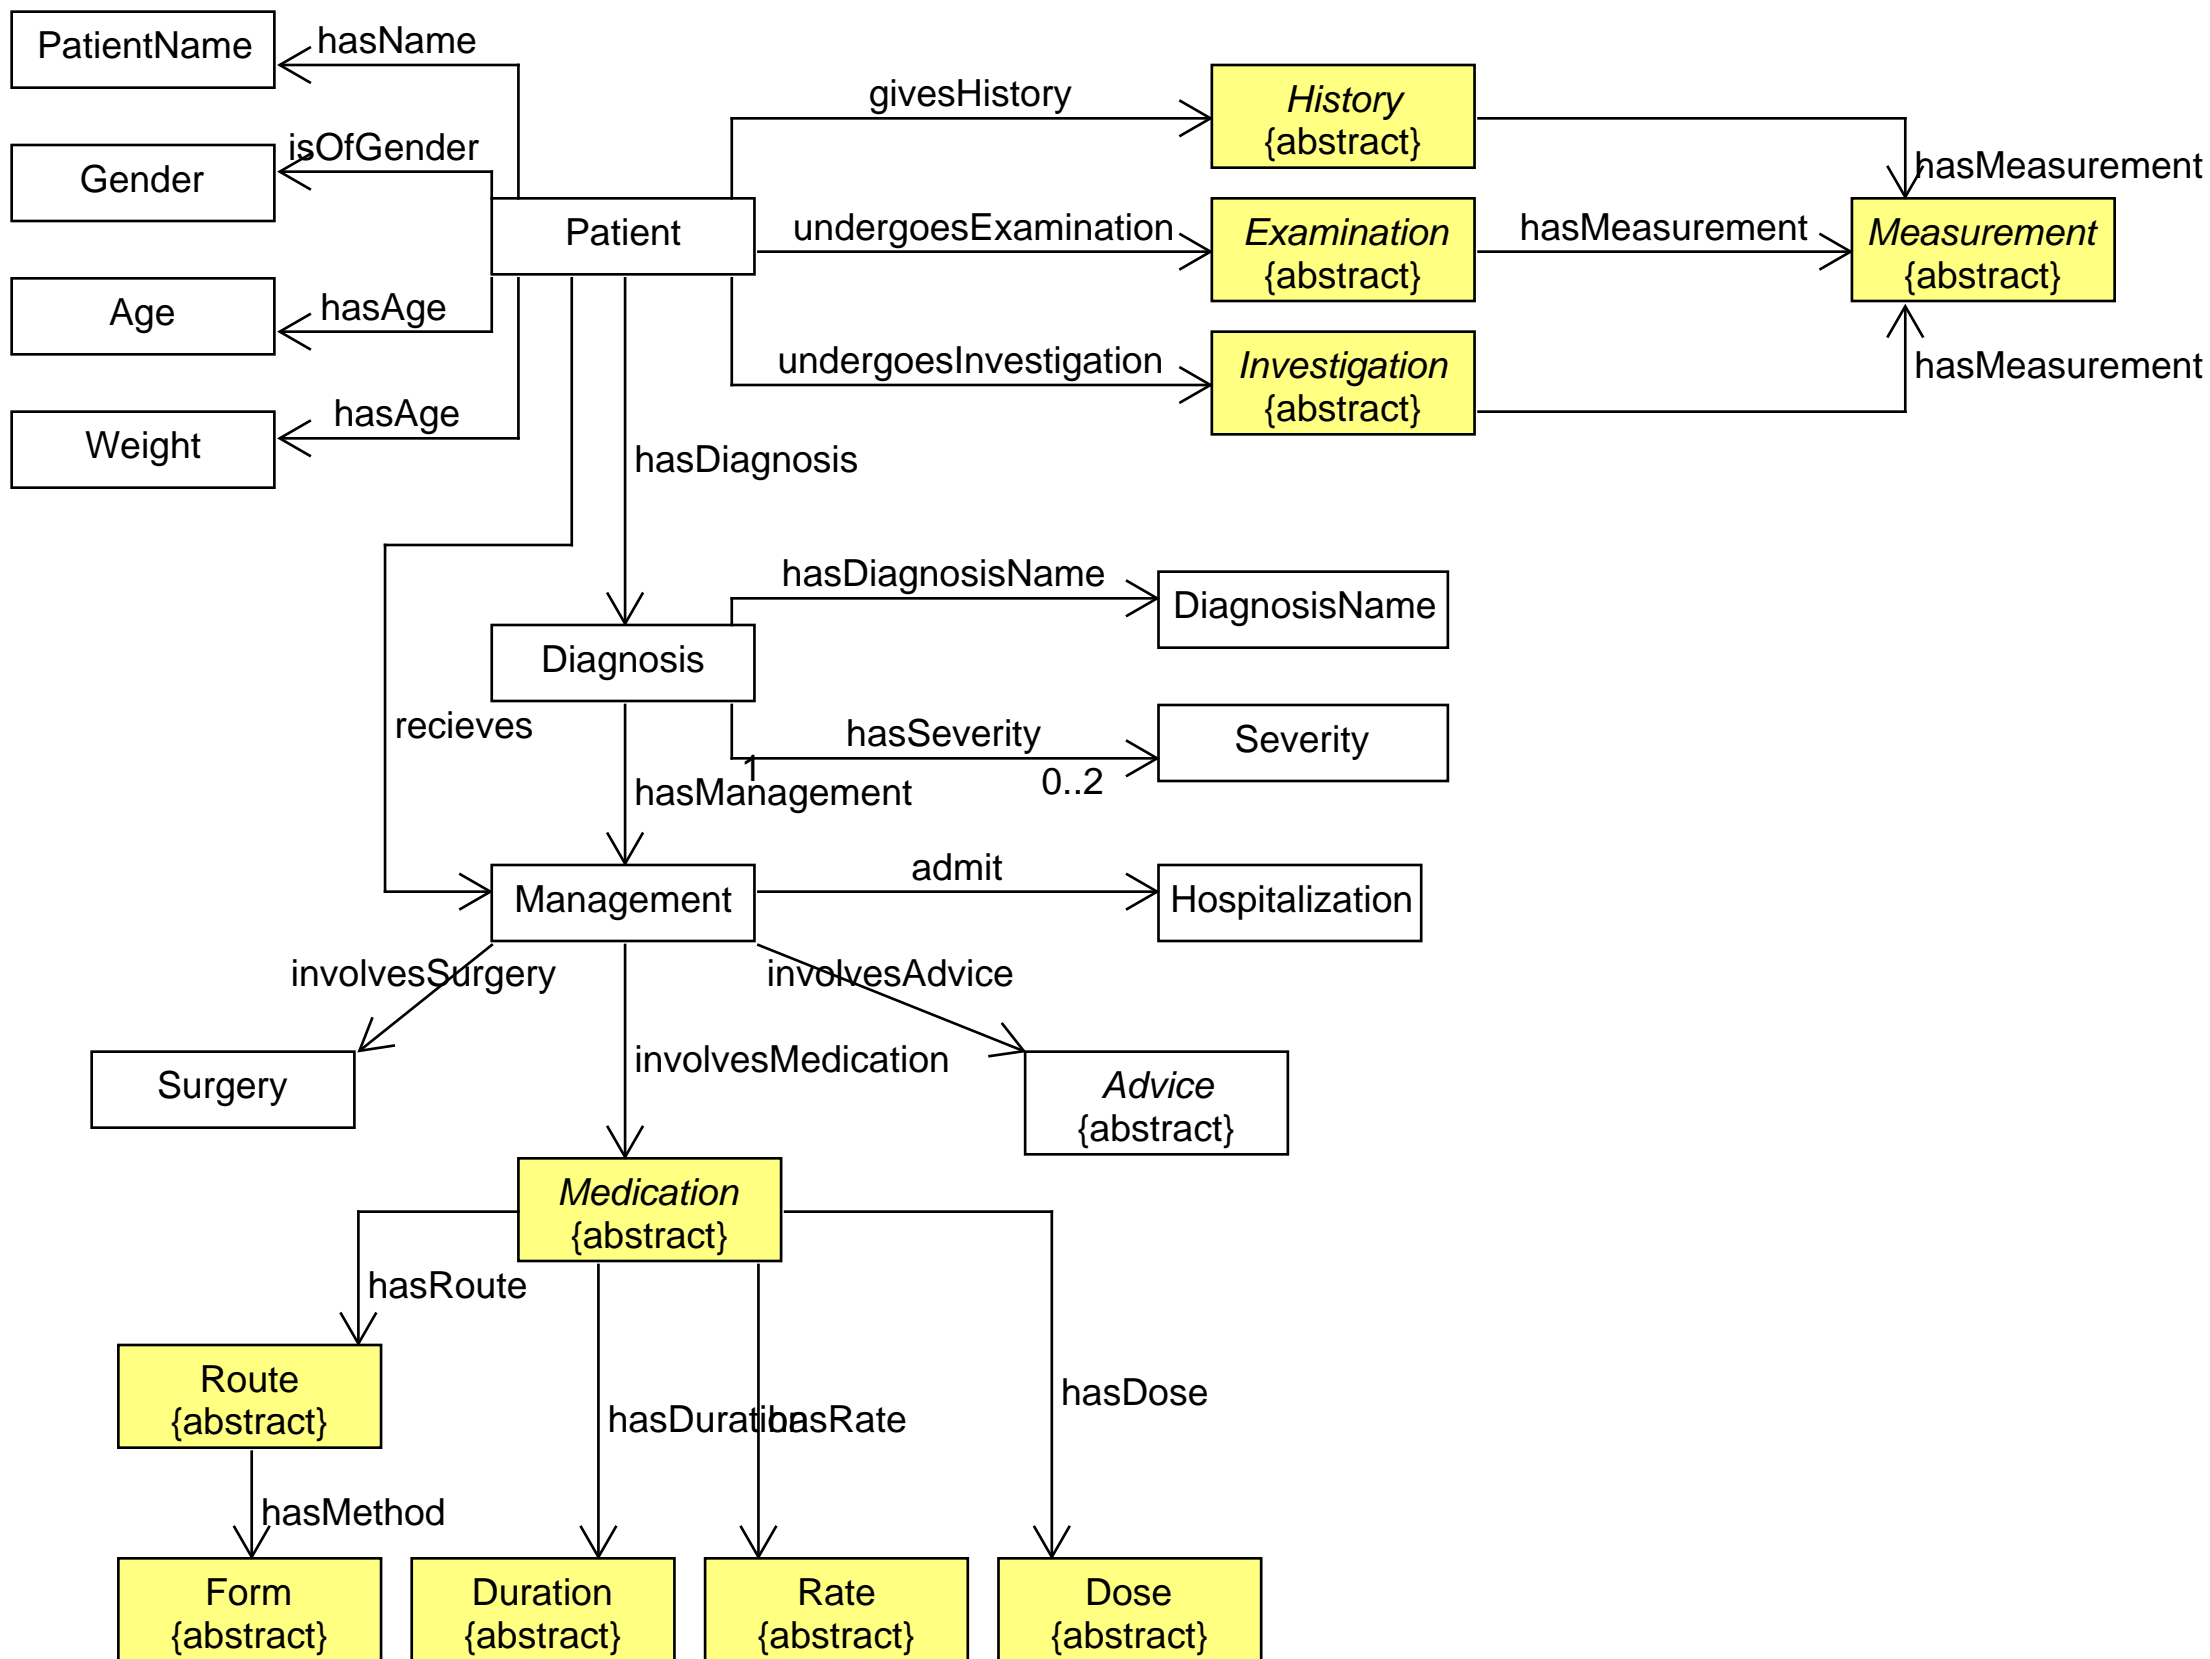 PatientName
hasName
givesHistory
History
{abstract}
isOfGender
Gender
hasMeasurement
Patient
undergoesExamination
Examination
{abstract}
hasMeasurement
Measurement
{abstract}
Age
hasAge
undergoesInvestigation
Investigation
{abstract}
hasMeasurement
Weight
hasAge
hasDiagnosis
hasDiagnosisName
DiagnosisName
Diagnosis
recieves
hasSeverity
Severity
1
0..2
hasManagement
admit
Management
Hospitalization
involvesSurgery
involvesAdvice
involvesMedication
Surgery
Advice
{abstract}
Medication
{abstract}
hasRoute
Route
{abstract}
hasDose
hasDuration
hasRate
hasMethod
Form
{abstract}
Duration
{abstract}
Rate
{abstract}
Dose
{abstract}